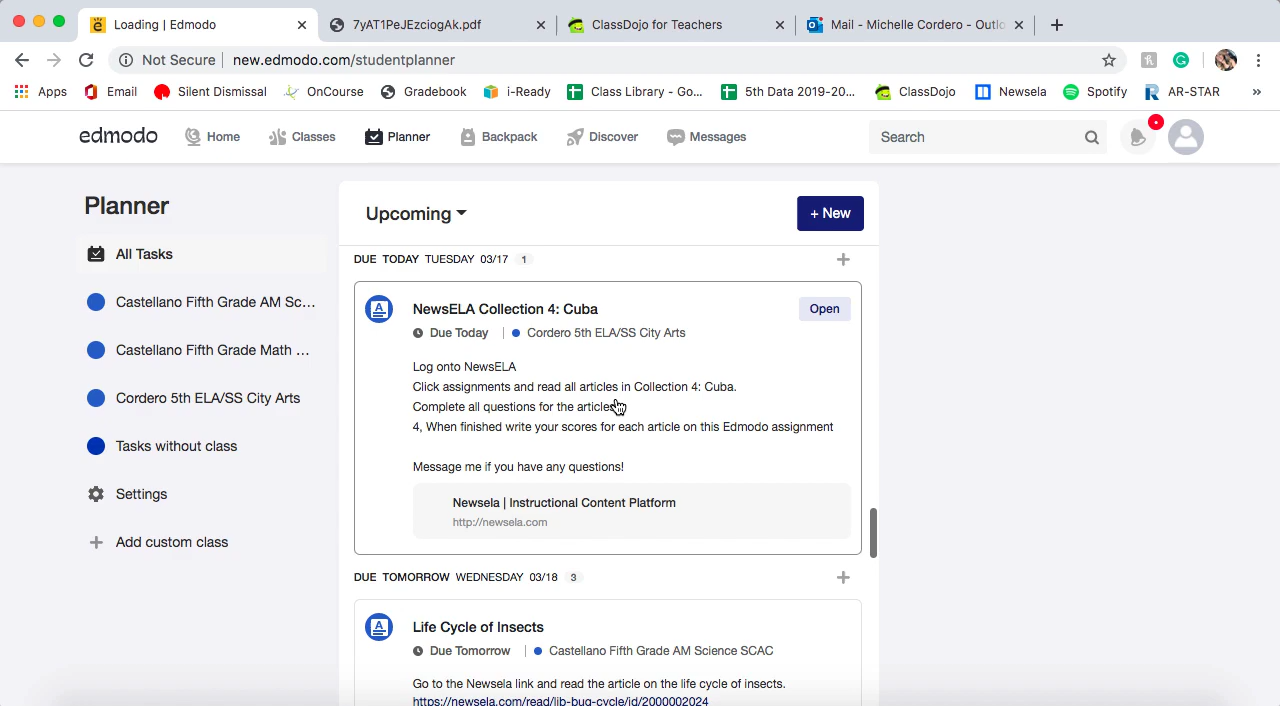 Loading | Edmodo
7yAT1PeJEzciogAk.pdf
ClassDojo for Teachers
Mail - Michelle Cordero - Outlo
Not Secure | new.edmodo.com/studentplanner
Apps Email Silent Dismissal OnCourse Gradebook i-Ready Class Library - Go... 5th Data 2019-20... ClassDojo Newsela Spotify AR-STAR »
edmodo Home Classes Planner Backpack Discover Messages Search
Planner
All Tasks
Castellano Fifth Grade AM Sc...
Castellano Fifth Grade Math ...
Cordero 5th ELA/SS City Arts
Tasks without class
Settings
Add custom class
Upcoming
+ New
DUE TODAY TUESDAY 03/17 1
NewsELA Collection 4: Cuba
Open
Due Today | Cordero 5th ELA/SS City Arts
Log onto NewsELA
Click assignments and read all articles in Collection 4: Cuba.
Complete all questions for the articles
4, When finished write your scores for each article on this Edmodo assignment
Message me if you have any questions!
Newsela | Instructional Content Platform
http://newsela.com
DUE TOMORROW WEDNESDAY 03/18 3
Life Cycle of Insects
Due Tomorrow | Castellano Fifth Grade AM Science SCAC
Go to the Newsela link and read the article on the life cycle of insects.
https://newsela.com/read/lib-bug-cycle/id/2000002024